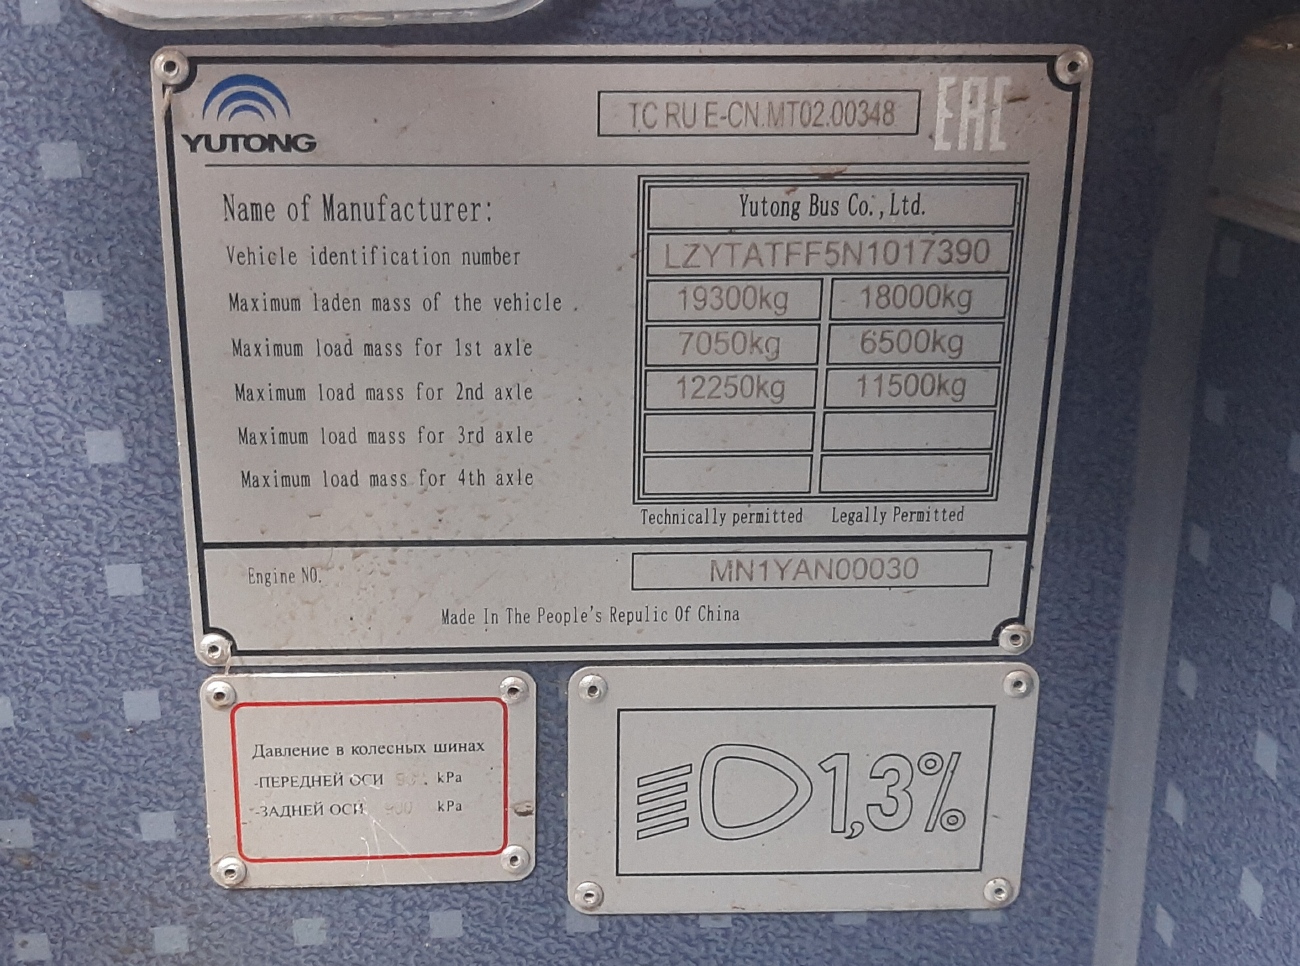 YUTONG
TC RU E-CN.MT02.00348
EAC
Name of Manufacturer: Yutong Bus Co.,Ltd.
Vehicle identification number LZYTATFF5N1017390
Maximum laden mass of the vehicle 19300kg 18000kg
Maximum load mass for 1st axle 7050kg 6500kg
Maximum load mass for 2nd axle 12250kg 11500kg
Maximum load mass for 3rd axle
Maximum load mass for 4th axle
Technically permitted Legally Permitted
Engine NO. MN1YAN00030
Made In The People's Repulic Of China
Давление в колесных шинах
-ПЕРЕДНЕЙ ОСИ kPa
-ЗАДНЕЙ ОСИ kPa
1,3%